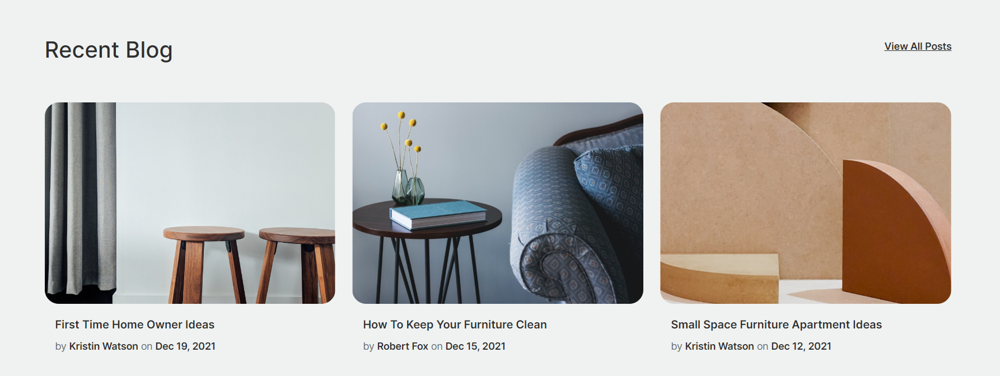 Recent Blog
View All Posts
First Time Home Owner Ideas
by Kristin Watson on Dec 19, 2021
How To Keep Your Furniture Clean
by Robert Fox on Dec 15, 2021
Small Space Furniture Apartment Ideas
by Kristin Watson on Dec 12, 2021